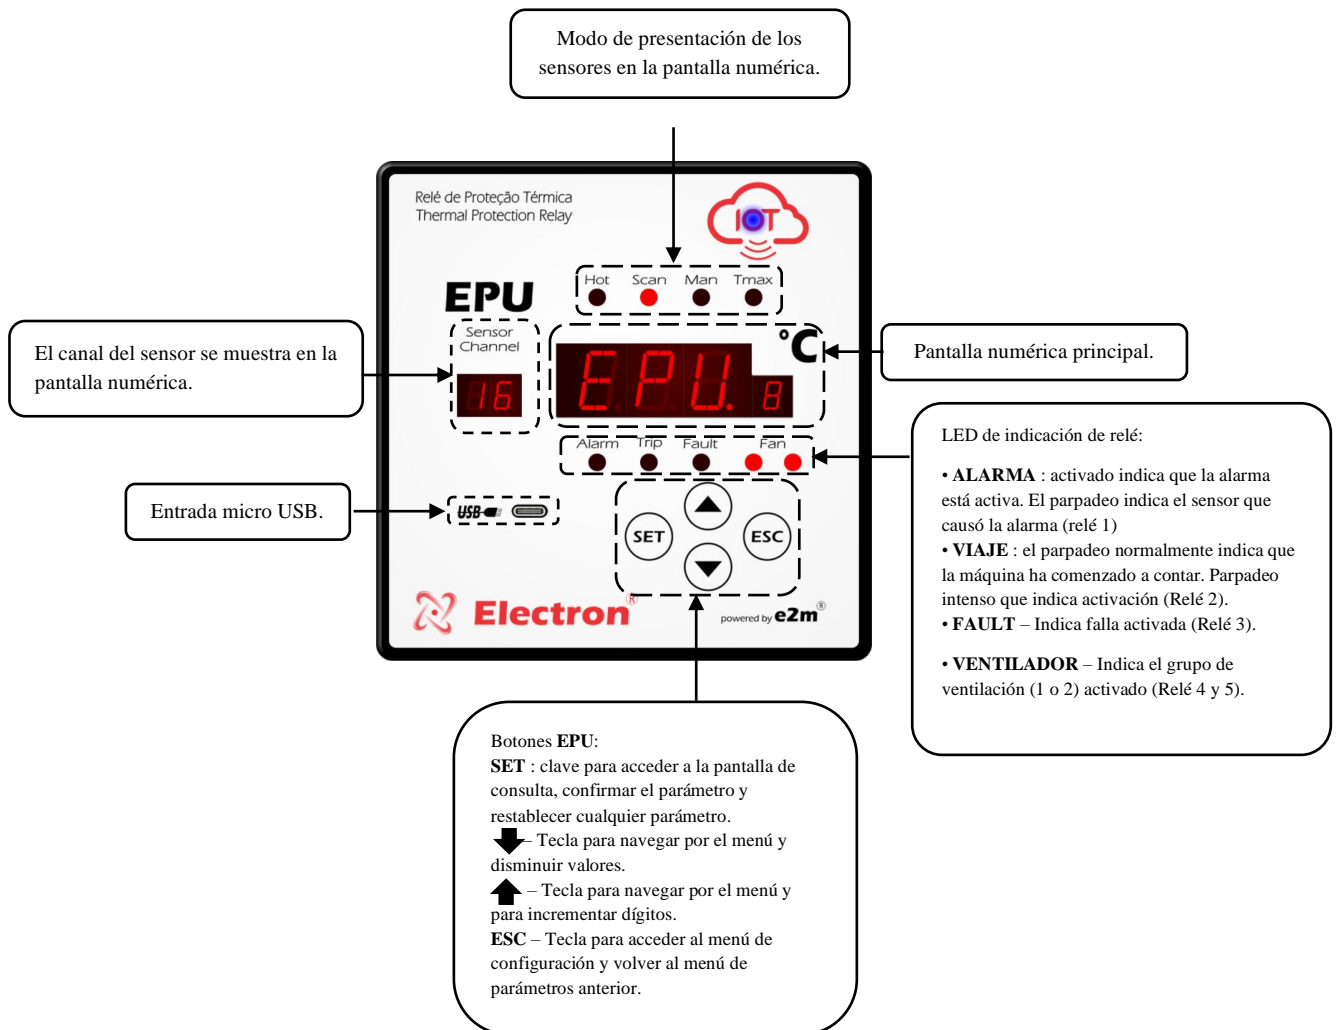 Modo de presentación de los
sensores en la pantalla numérica.
Relé de Proteção Térmica
Thermal Protection Relay
IOT
Hot Scan Man Tmax
EPU
Sensor
Channel
16
EPU.8
°C
El canal del sensor se muestra en la
pantalla numérica.
Pantalla numérica principal.
Alarm Trip Fault Fan
LED de indicación de relé:
• ALARMA : activado indica que la alarma
está activa. El parpadeo indica el sensor que
causó la alarma (relé 1)
• VIAJE : el parpadeo normalmente indica que
la máquina ha comenzado a contar. Parpadeo
intenso que indica activación (Relé 2).
• FAULT – Indica falla activada (Relé 3).
• VENTILADOR – Indica el grupo de
ventilación (1 o 2) activado (Relé 4 y 5).
Entrada micro USB.
USB
SET
ESC
Electron®
powered by e2m®
Botones EPU:
SET : clave para acceder a la pantalla de
consulta, confirmar el parámetro y
restablecer cualquier parámetro.
– Tecla para navegar por el menú y
disminuir valores.
– Tecla para navegar por el menú y
para incrementar dígitos.
ESC – Tecla para acceder al menú de
configuración y volver al menú de
parámetros anterior.